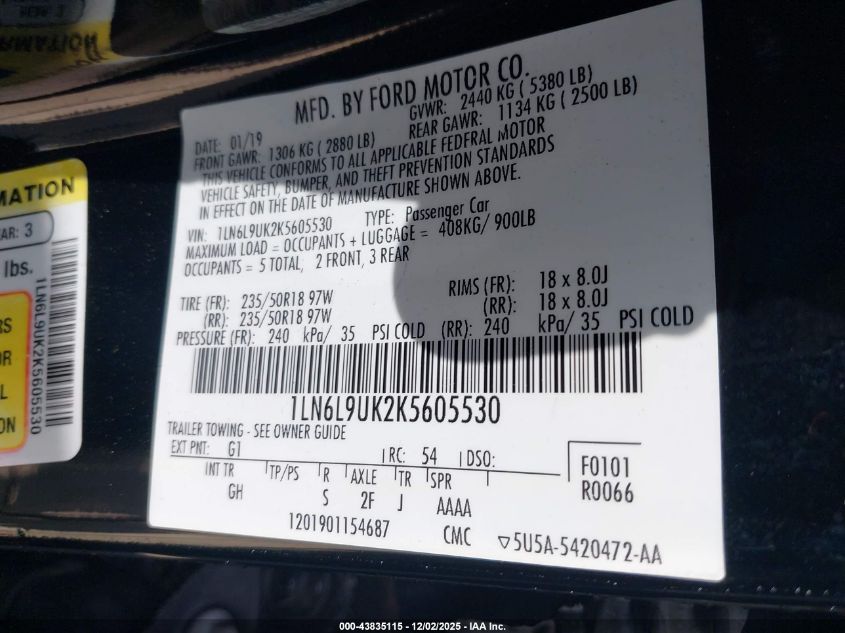 MFD. BY FORD MOTOR CO.
DATE: 01/19 GVWR: 2440 KG ( 5380 LB)
FRONT GAWR: 1306 KG ( 2880 LB) REAR GAWR: 1134 KG ( 2500 LB)
THIS VEHICLE CONFORMS TO ALL APPLICABLE FEDERAL MOTOR
VEHICLE SAFETY, BUMPER, AND THEFT PREVENTION STANDARDS
IN EFFECT ON THE DATE OF MANUFACTURE SHOWN ABOVE.
VIN: 1LN6L9UK2K5605530 TYPE: Passenger Car
MAXIMUM LOAD = OCCUPANTS + LUGGAGE = 408KG/ 900LB
OCCUPANTS = 5 TOTAL, 2 FRONT, 3 REAR
TIRE (FR): 235/50R18 97W RIMS (FR): 18 x 8.0J
(RR): 235/50R18 97W (RR): 18 x 8.0J
PRESSURE (FR): 240 kPa/ 35 PSI COLD (RR): 240 kPa/ 35 PSI COLD
1LN6L9UK2K5605530
TRAILER TOWING - SEE OWNER GUIDE
EXT PNT: G1 RC: 54 DSO:
INT TR TP/PS R AXLE TR SPR
GH S 2F J AAAA
F0101
R0066
1201901154687 CMC ▽5U5A-5420472-AA
MATION
AR: 3
lbs.
1LN6L9UK2K5605530
RS
OR
L
000-43835115 - 12/02/2025 - IAA Inc.